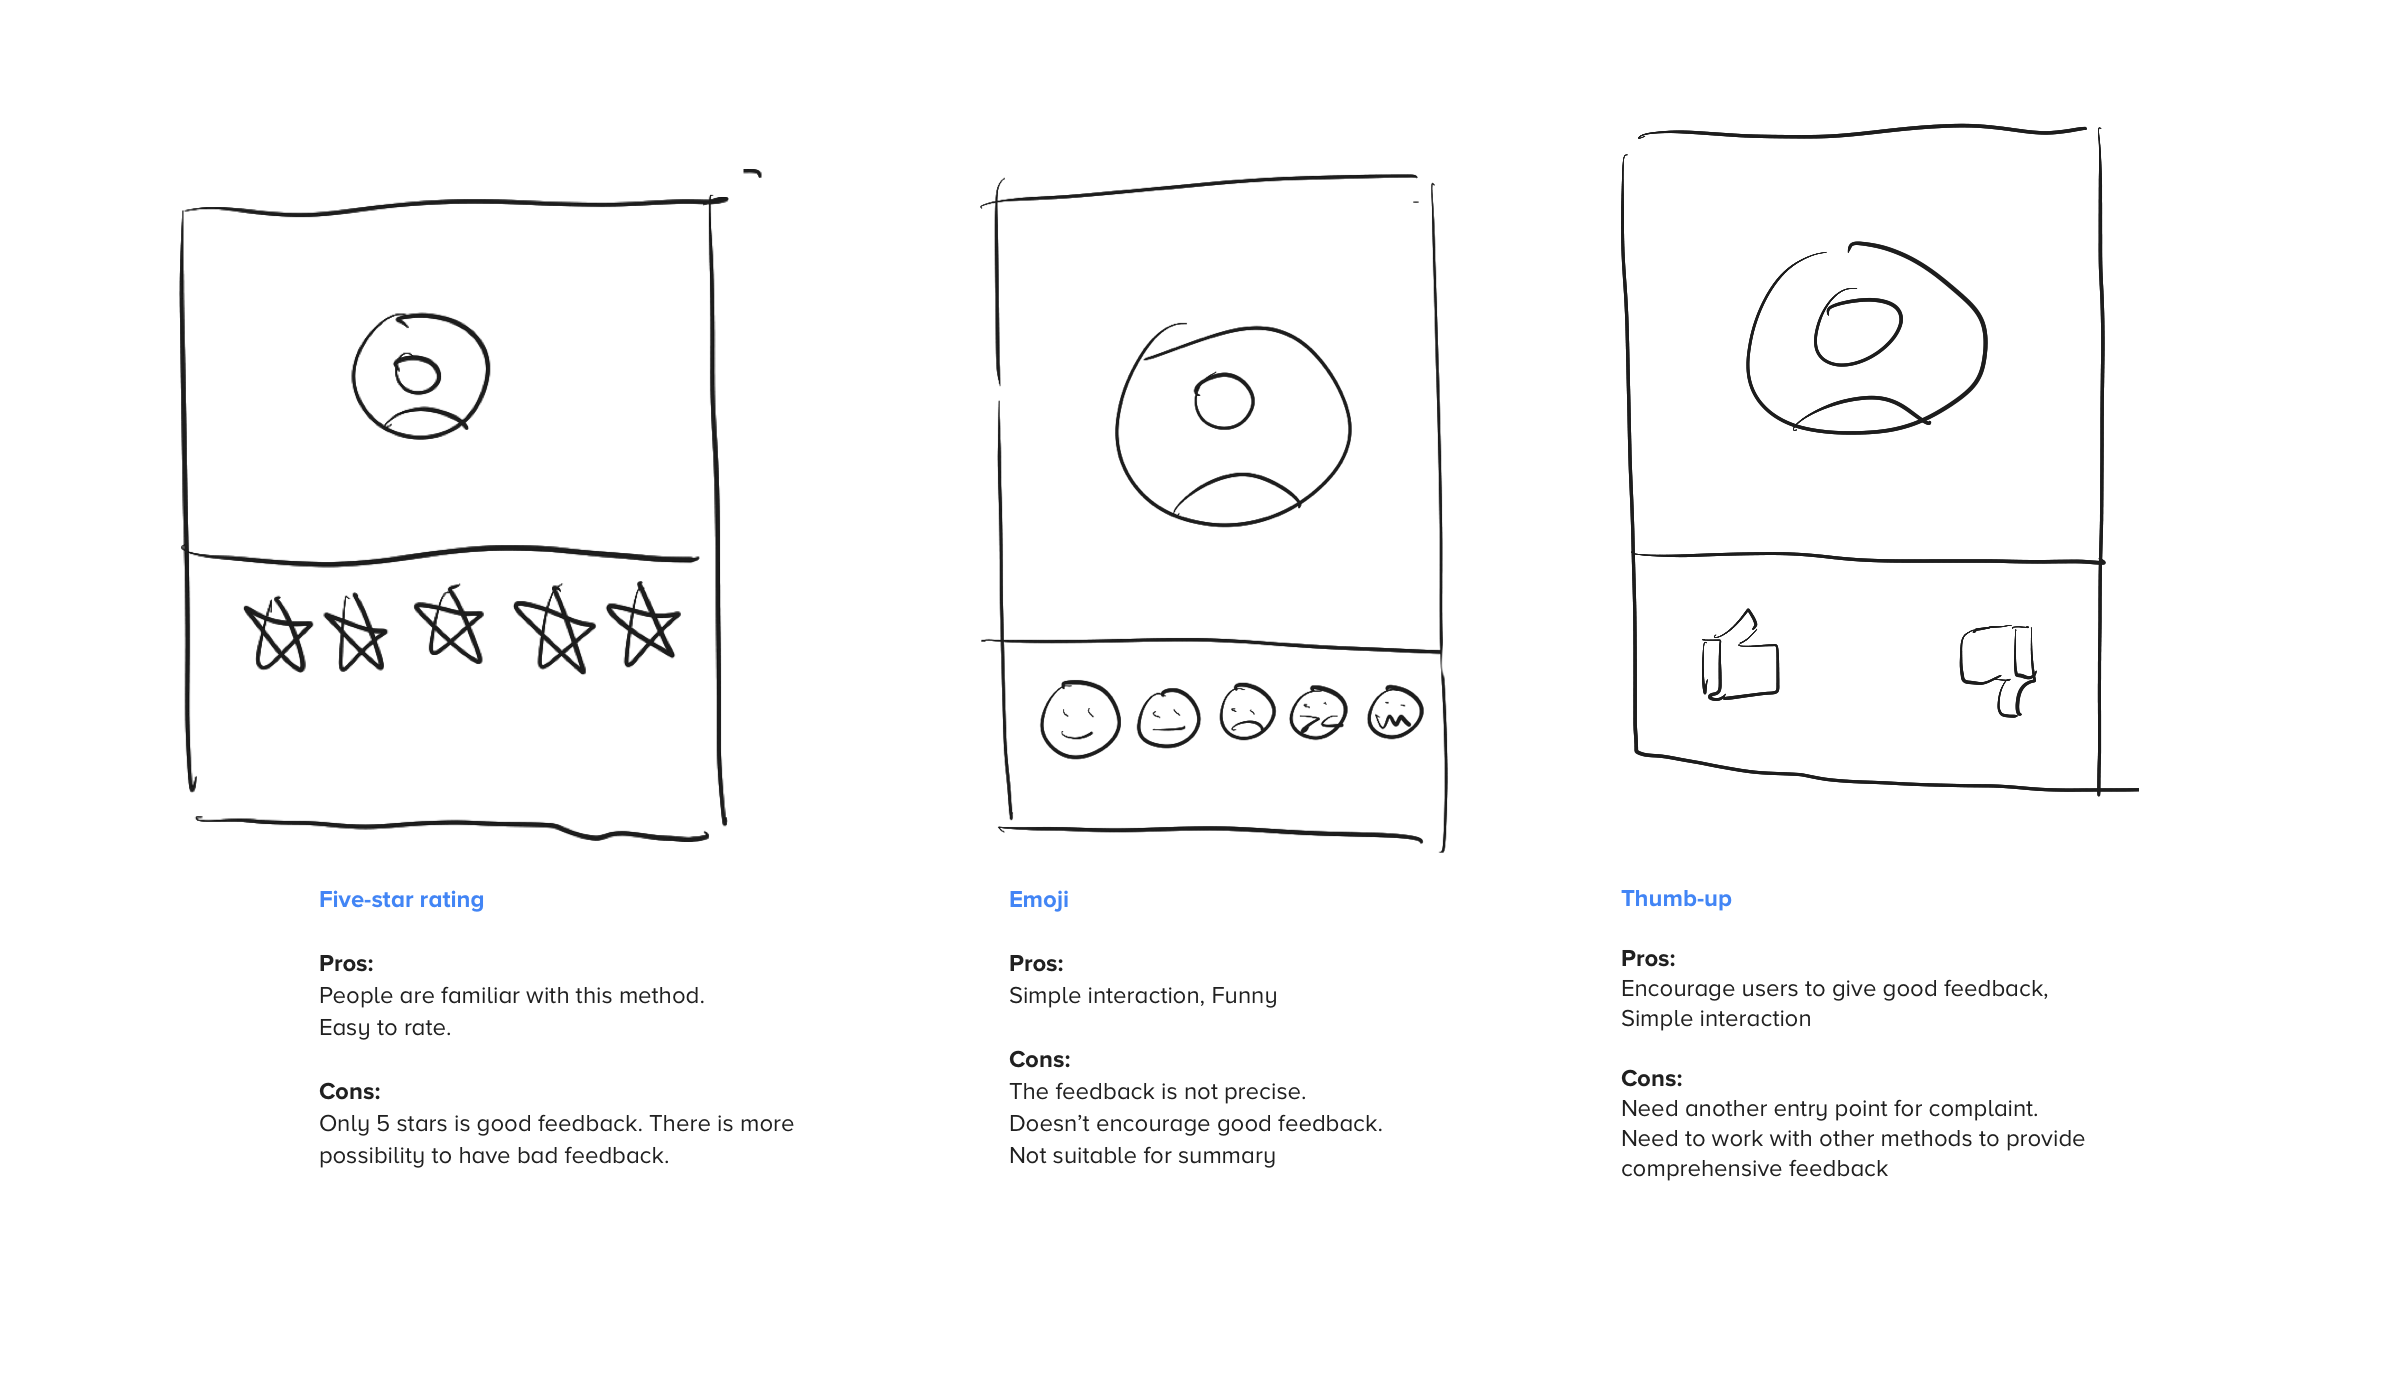 Five-star rating
Pros:
People are familiar with this method.
Easy to rate.
Cons:
Only 5 stars is good feedback. There is more
possibility to have bad feedback.
Emoji
Pros:
Simple interaction, Funny
Cons:
The feedback is not precise.
Doesn’t encourage good feedback.
Not suitable for summary
Thumb-up
Pros:
Encourage users to give good feedback,
Simple interaction
Cons:
Need another entry point for complaint.
Need to work with other methods to provide
comprehensive feedback